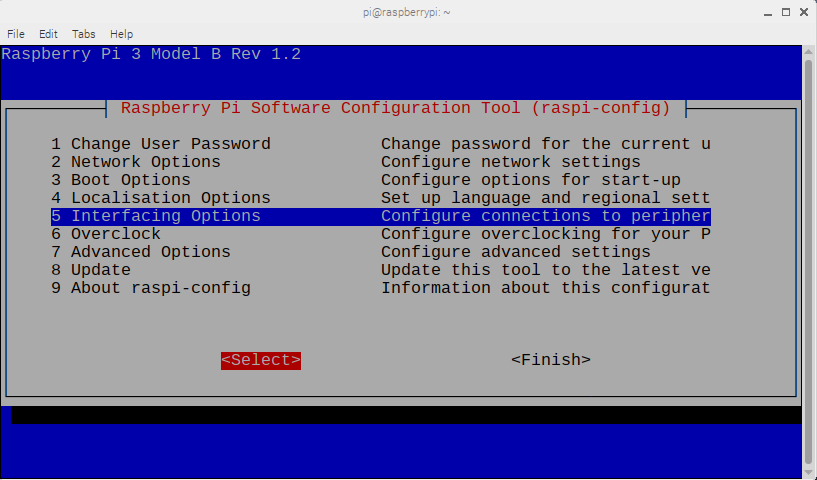 pi@raspberrypi: ~
File Edit Tabs Help
Raspberry Pi 3 Model B Rev 1.2
Raspberry Pi Software Configuration Tool (raspi-config)
1 Change User Password Change password for the current u
2 Network Options Configure network settings
3 Boot Options Configure options for start-up
4 Localisation Options Set up language and regional sett
5 Interfacing Options Configure connections to peripher
6 Overclock Configure overclocking for your P
7 Advanced Options Configure advanced settings
8 Update Update this tool to the latest ve
9 About raspi-config Information about this configurat
<Select> <Finish>